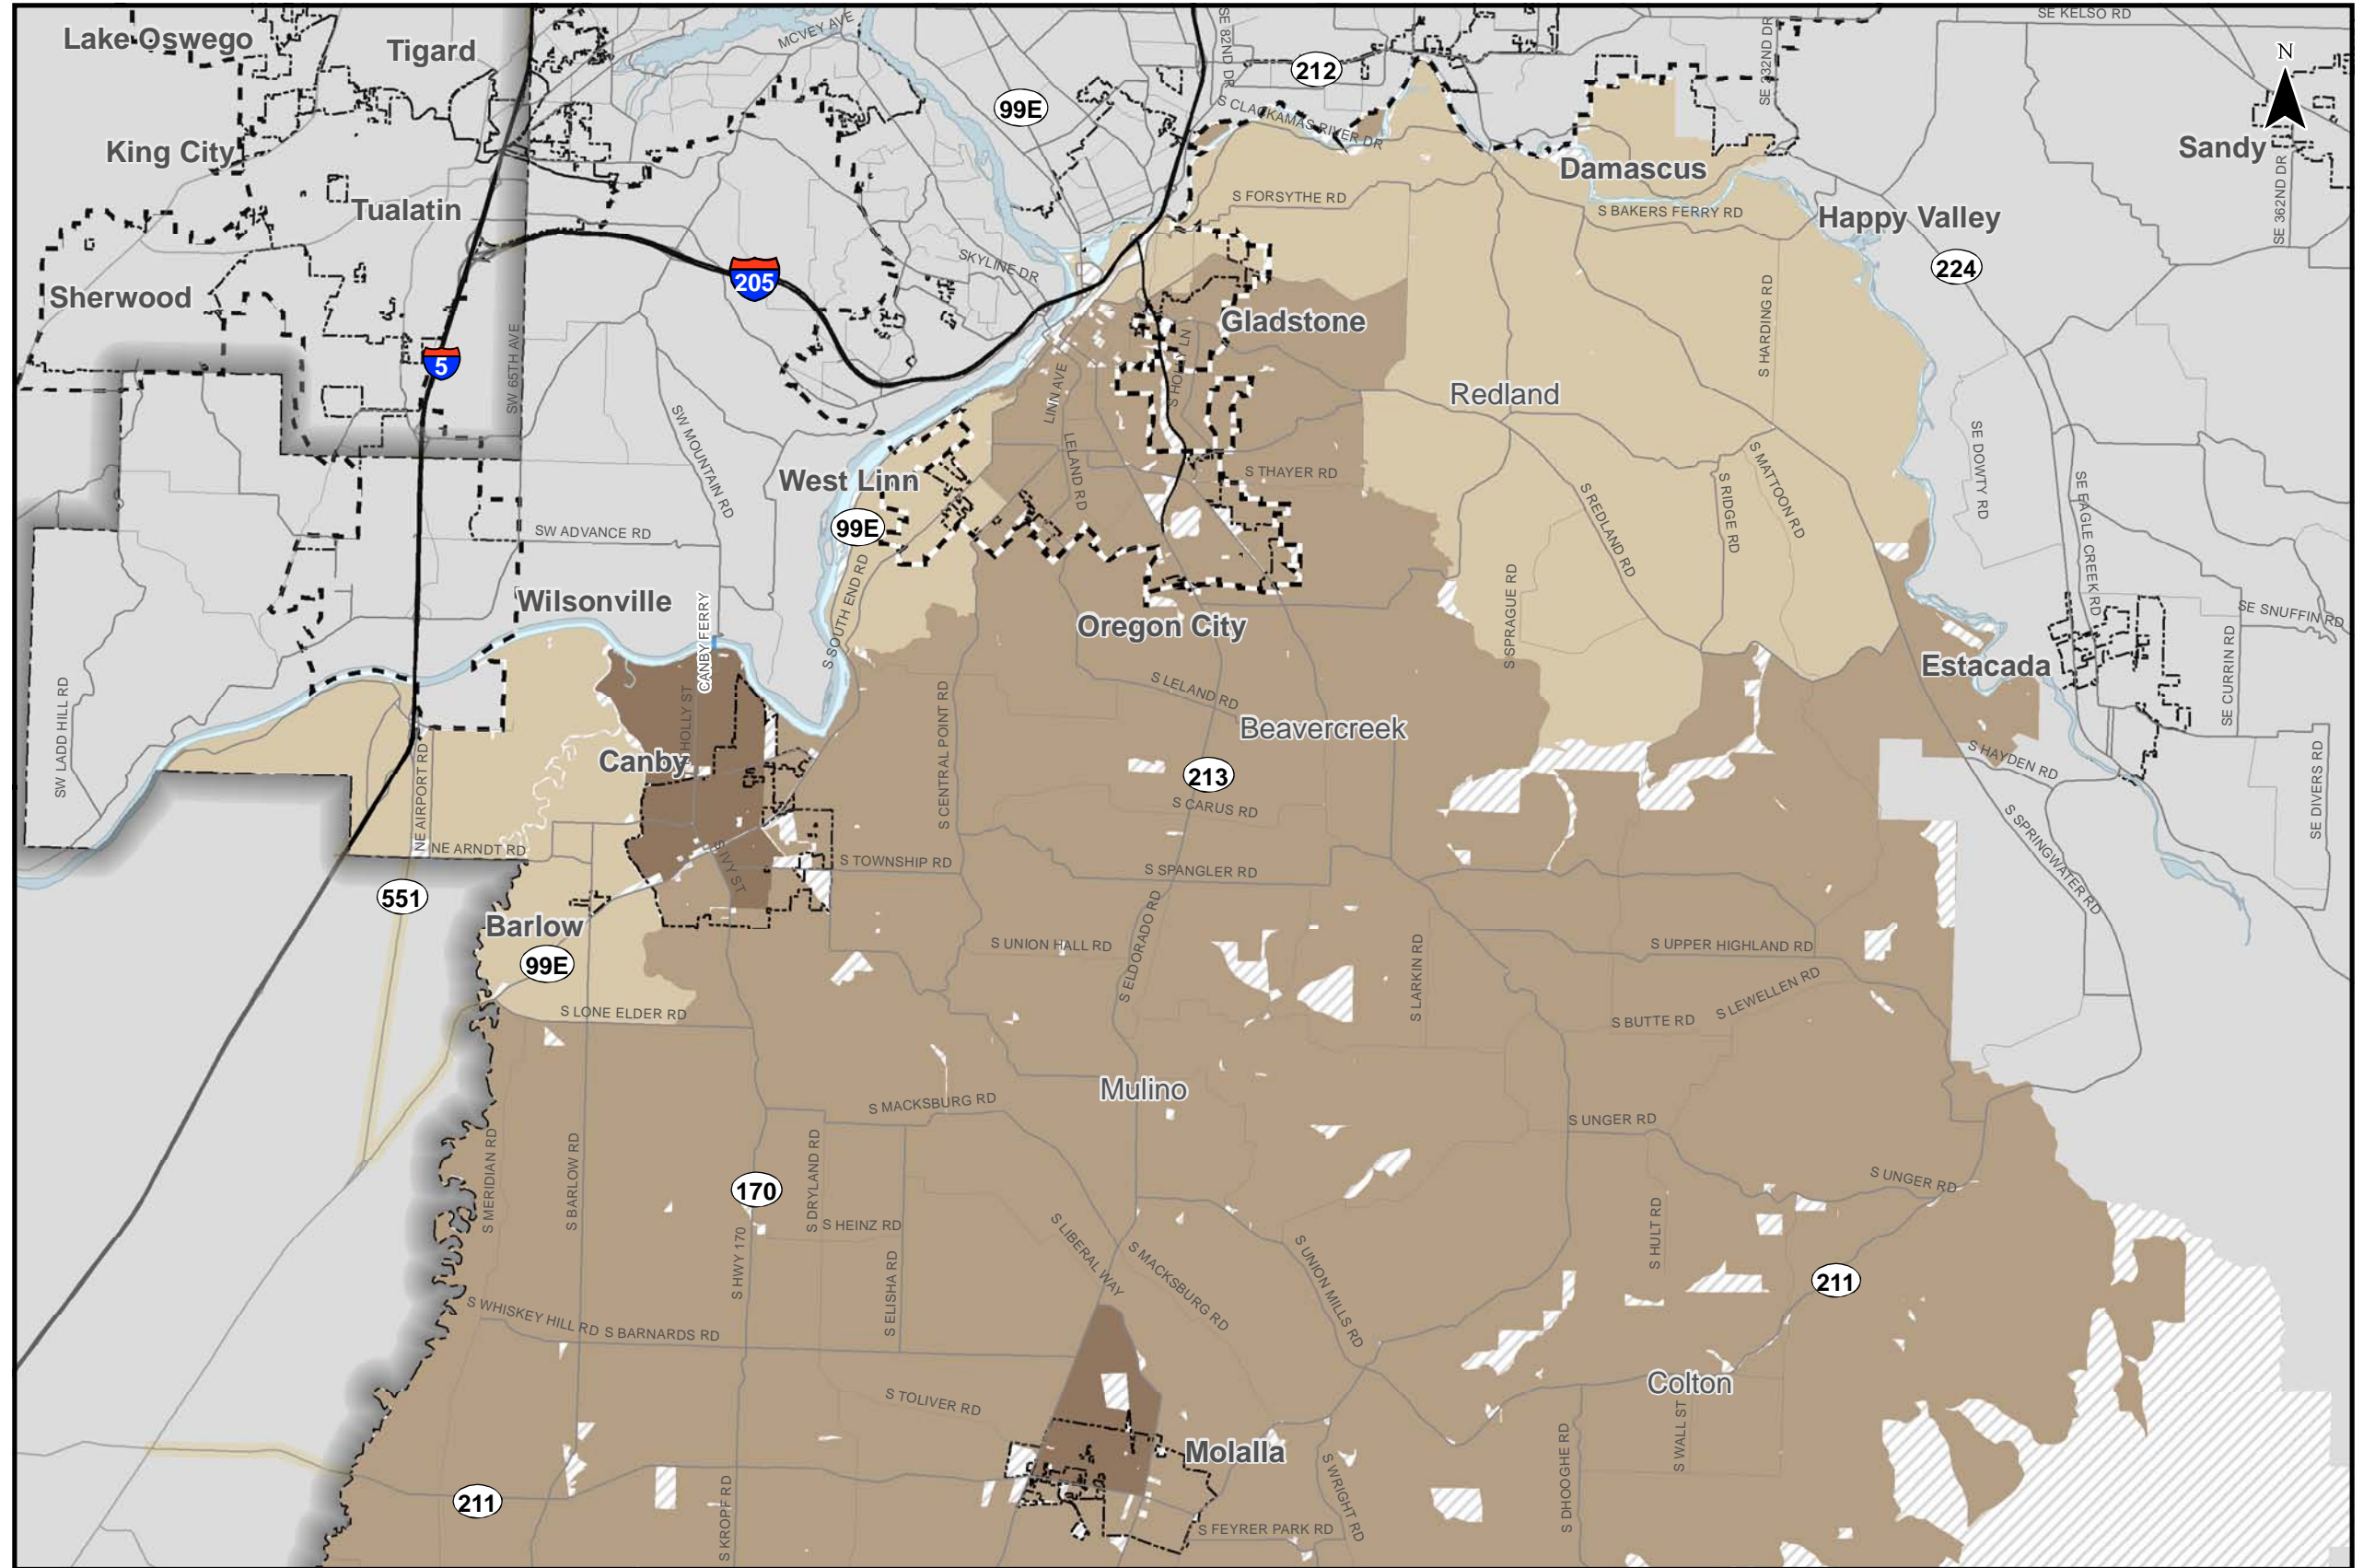 SE KELSO RD
MCVEY AVE
SE 82ND DR
SE 232ND DR
Lake Oswego
Tigard
212
N
99E
S CLACKAMAS RIVER DR
King City
Sandy
Damascus
SE 362ND DR
Tualatin
S FORSYTHE RD
S BAKERS FERRY RD
Happy Valley
SKYLINE DR
224
205
Sherwood
Gladstone
S HARDING RD
5
SW 65TH AVE
S HOLLY LN
LINN AVE
Redland
SW MOUNTAIN RD
LELAND RD
S THAYER RD
West Linn
S REDLAND RD
S RIDGE RD
S MATTOON RD
SE DOWTY RD
SE EAGLE CREEK RD
99E
SW ADVANCE RD
Wilsonville
CANBY FERRY
S SOUTH END RD
Oregon City
S SPRAGUE RD
SE SNUFFIN RD
Estacada
SE CURRIN RD
SW LADD HILL RD
HOLLY ST
S LELAND RD
Beavercreek
Canby
S CENTRAL POINT RD
213
S HAYDEN RD
NE AIRPORT RD
S CARUS RD
SE DIVERS RD
S SPRINGWATER RD
NE ARNDT RD
S IVY ST
S TOWNSHIP RD
S SPANGLER RD
551
Barlow
S UNION HALL RD
S ELDORADO RD
S UPPER HIGHLAND RD
99E
S LARKIN RD
S LONE ELDER RD
S BUTTE RD
S LEWELLEN RD
Mulino
S MACKSBURG RD
S UNGER RD
S MERIDIAN RD
S BARLOW RD
S DRYLAND RD
170
S UNGER RD
S HEINZ RD
S HULT RD
S HWY 170
S ELISHA RD
S LIBERAL WAY
S MACKSBURG RD
S UNION MILLS RD
211
S WHISKEY HILL RD
S BARNARDS RD
Colton
S TOLIVER RD
S WALL ST
Molalla
S DHOOGHE RD
S WRIGHT RD
211
S KROPF RD
S FEYRER PARK RD